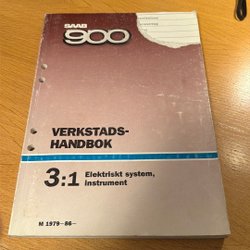 SAAB
900
VERKSTADS-
HANDBOK
3:1 Elektriskt system,
instrument
M 1979–86–